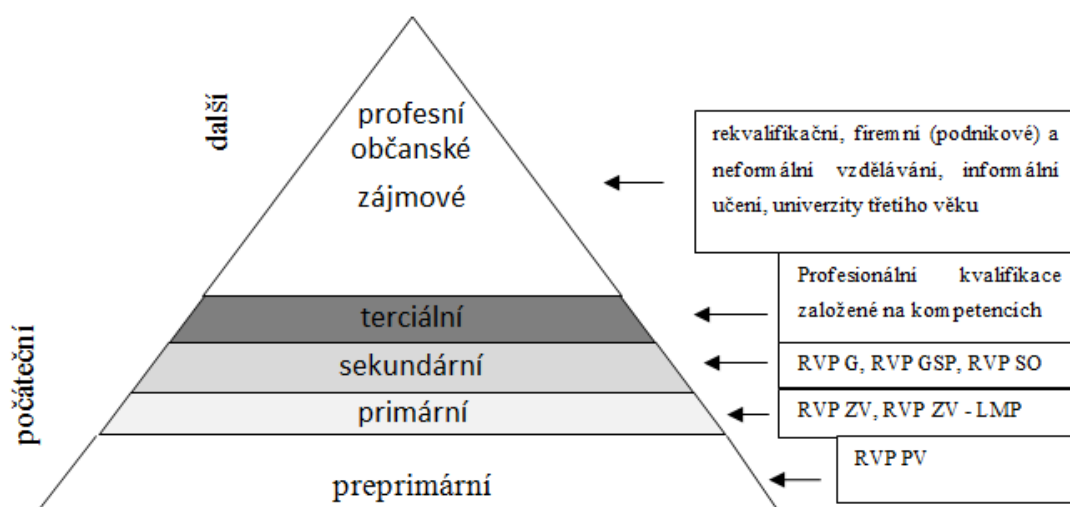 další
profesní
občanské
zájmové
rekvalifikační, firemní (podnikové) a
neformální vzdělávání, informální
učení, univerzity třetího věku
počáteční
terciální
Profesionální kvalifikace
založené na kompetencích
sekundární
RVP G, RVP GSP, RVP SO
primární
RVP ZV, RVP ZV - LMP
preprimární
RVP PV